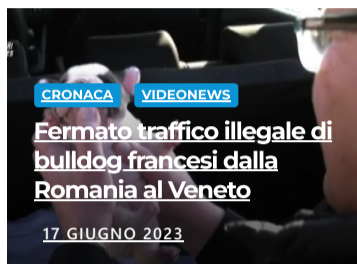 CRONACA VIDEONEWS
Fermato traffico illegale di
bulldog francesi dalla
Romania al Veneto
17 GIUGNO 2023